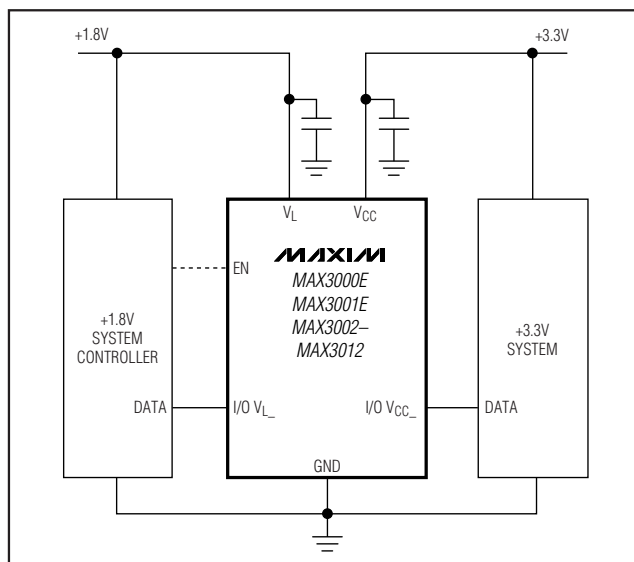 +1.8V
+3.3V
VL
VCC
MAXIM
EN
MAX3000E
MAX3001E
MAX3002–
MAX3012
+1.8V
SYSTEM
CONTROLLER
+3.3V
SYSTEM
DATA
I/O VL_
I/O VCC_
DATA
GND